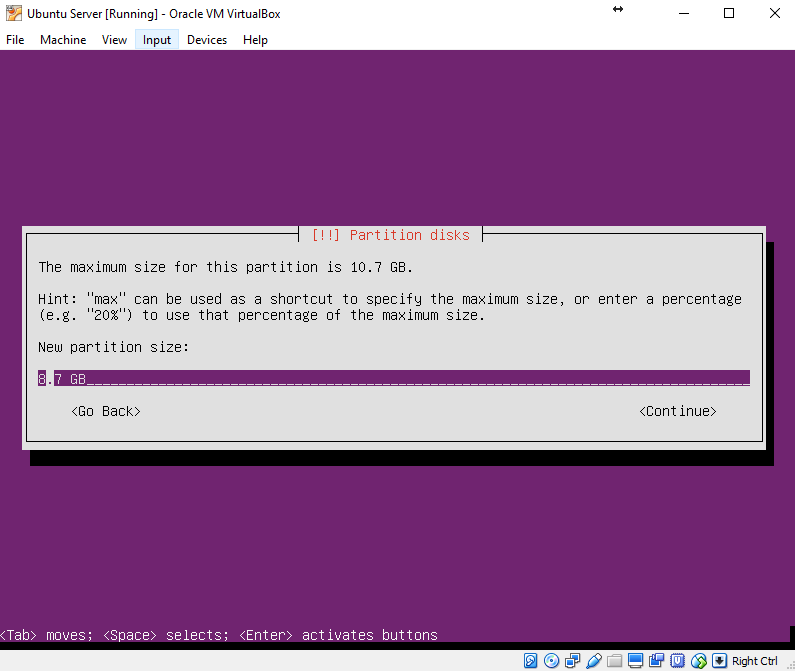 Ubuntu Server [Running] - Oracle VM VirtualBox
File Machine View Input Devices Help
[!!] Partition disks
The maximum size for this partition is 10.7 GB.
Hint: "max" can be used as a shortcut to specify the maximum size, or enter a percentage
(e.g. "20%") to use that percentage of the maximum size.
New partition size:
8.7 GB
<Go Back> <Continue>
<Tab> moves; <Space> selects; <Enter> activates buttons
Right Ctrl